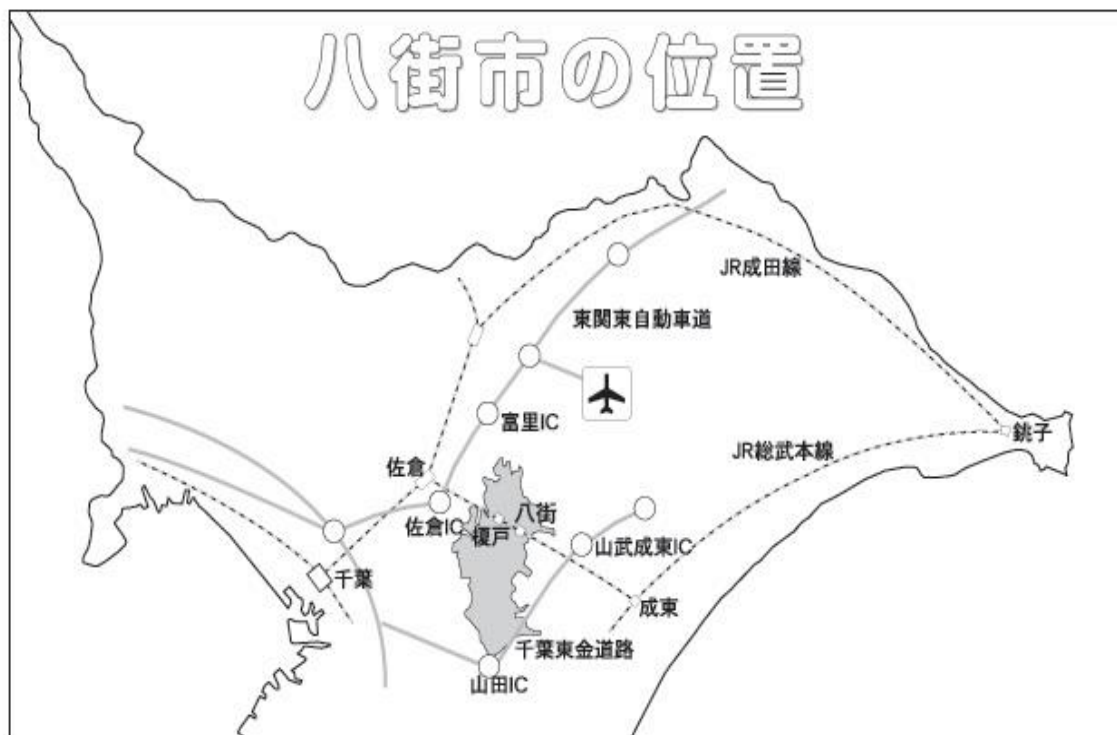 八街市の位置
JR成田線
東関東自動車道
富里IC
銚子
JR総武本線
佐倉
佐倉IC
八街
榎戸
山武成東IC
千葉
成東
千葉東金道路
山田IC